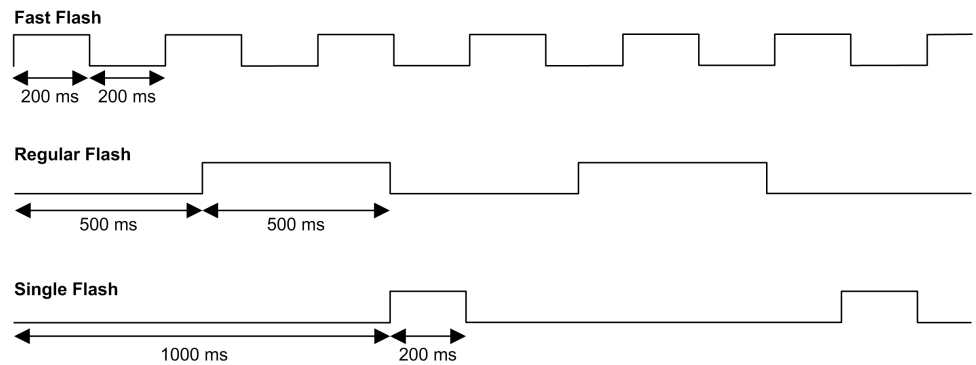 Fast Flash
200 ms 200 ms
Regular Flash
500 ms 500 ms
Single Flash
1000 ms 200 ms